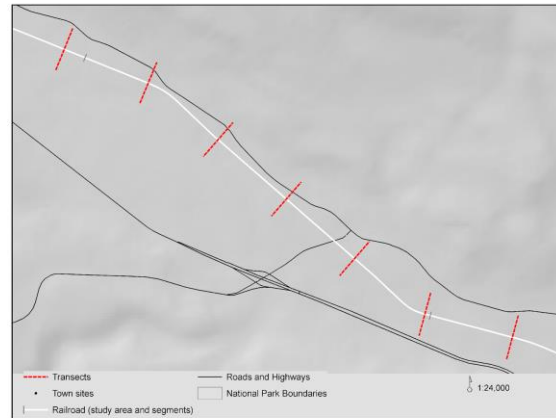 Transects
Roads and Highways
Town sites
National Park Boundaries
1:24,000
Railroad (study area and segments)